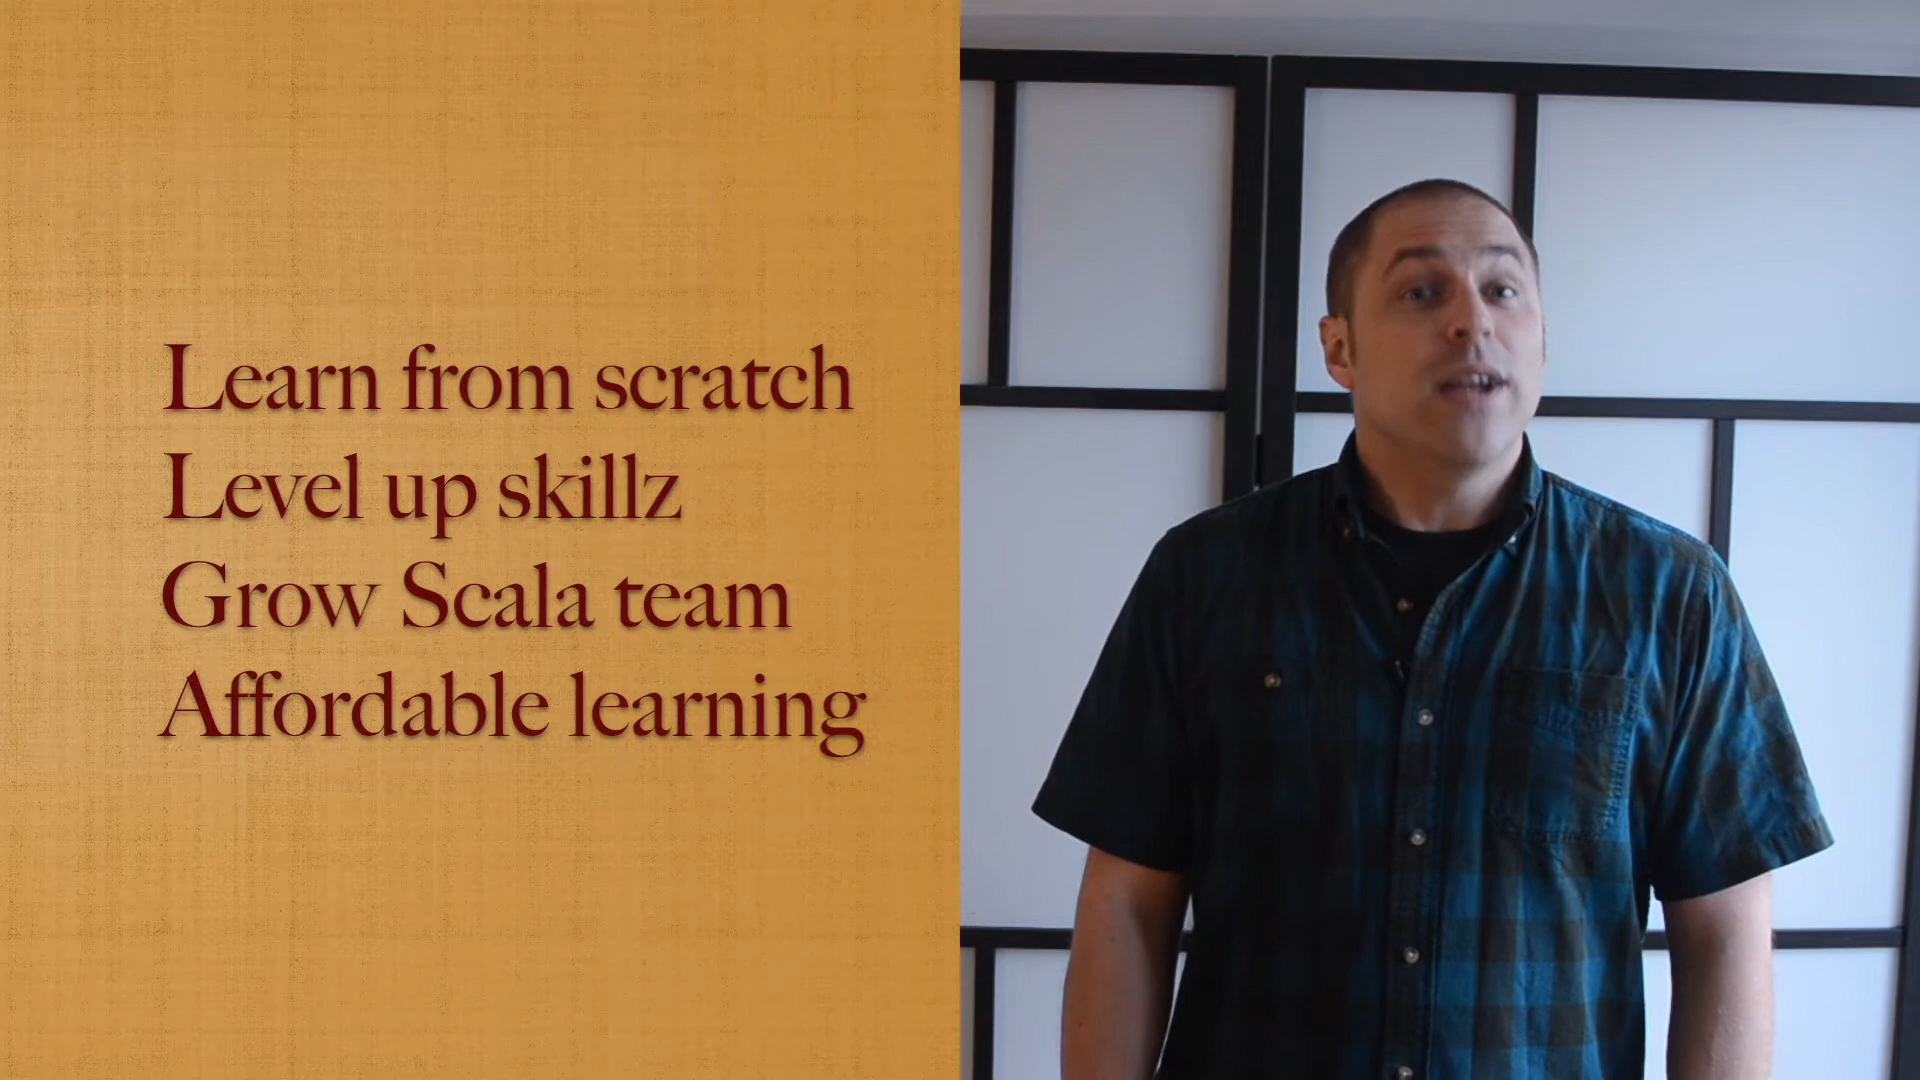 Learn from scratch
Level up skillz
Grow Scala team
Affordable learning